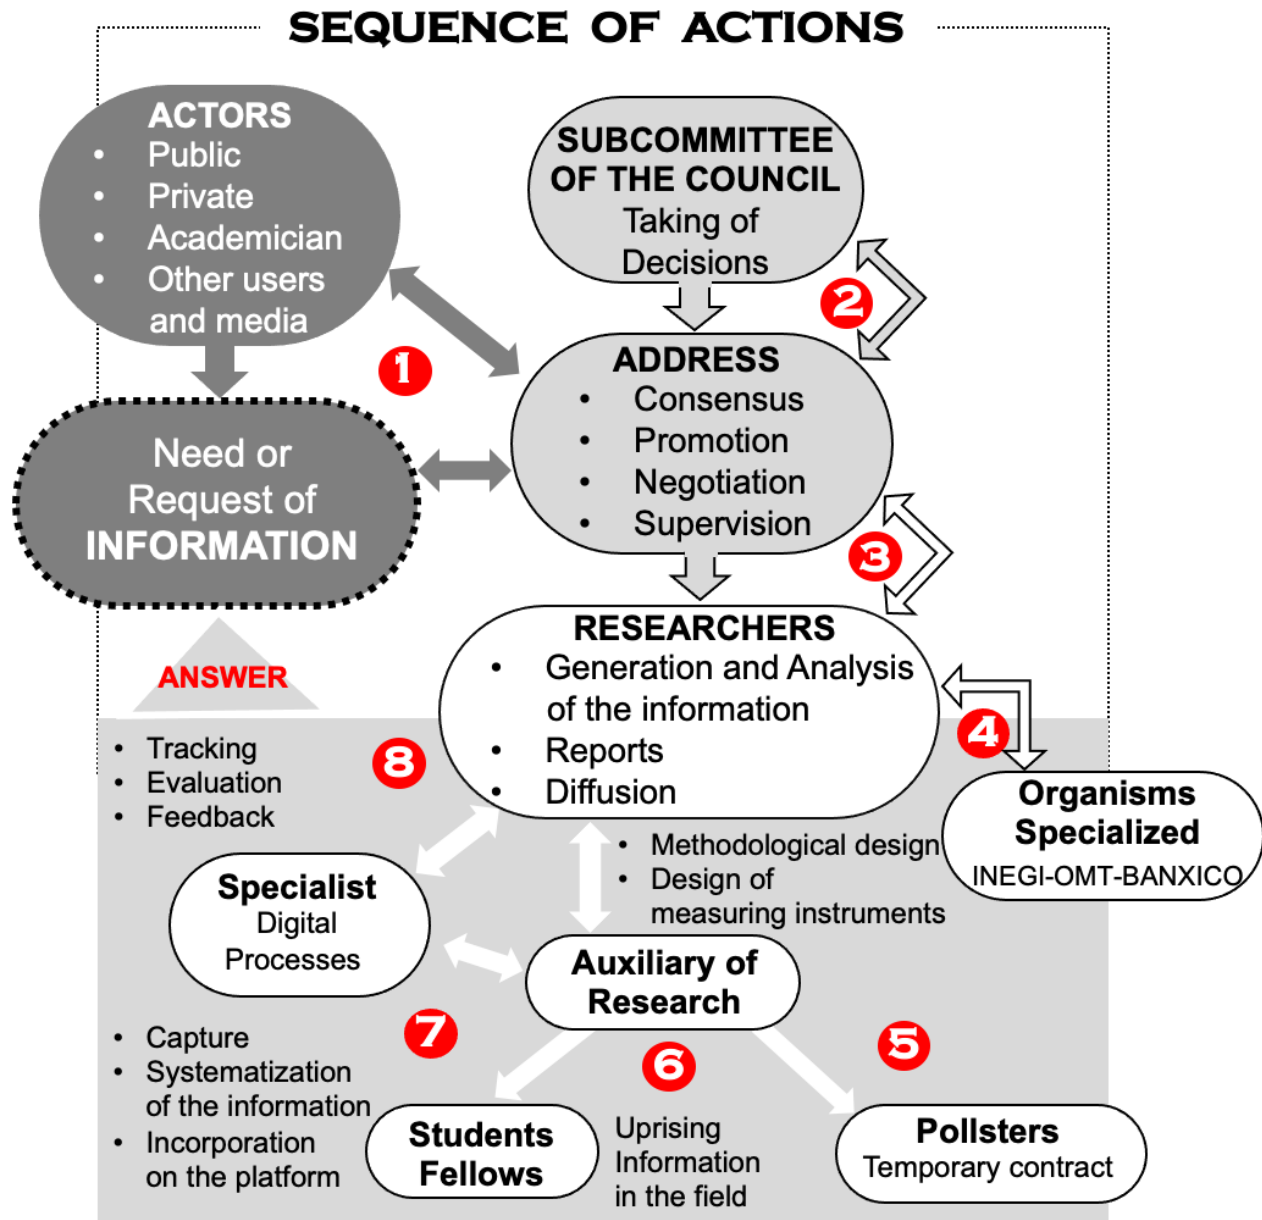 SEQUENCE OF ACTIONS
ACTORS
• Public
• Private
• Academician
• Other users
and media
SUBCOMMITTEE
OF THE COUNCIL
Taking of
Decisions
2
1
ADDRESS
• Consensus
• Promotion
• Negotiation
• Supervision
Need or
Request of
INFORMATION
3
RESEARCHERS
• Generation and Analysis
of the information
• Reports
• Diffusion
ANSWER
4
8
• Tracking
• Evaluation
• Feedback
Organisms
Specialized
INEGI-OMT-BANXICO
• Methodological design
• Design of
measuring instruments
Specialist
Digital
Processes
Auxiliary of
Research
7
6
5
• Capture
• Systematization
of the information
• Incorporation
on the platform
Students
Fellows
Uprising
Information
in the field
Pollsters
Temporary contract